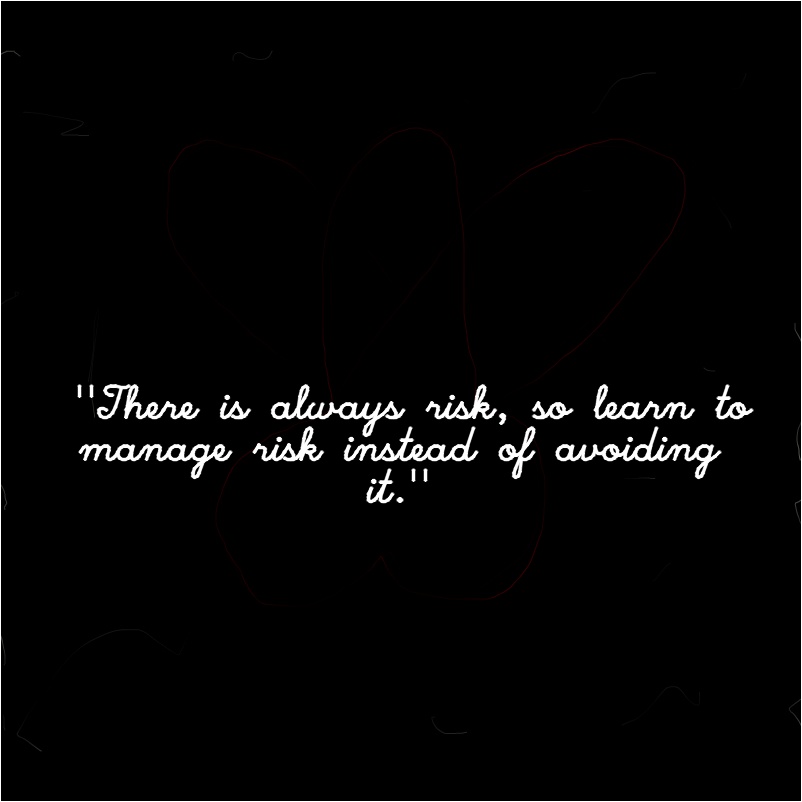 "There is always risk, so learn to
manage risk instead of avoiding
it."